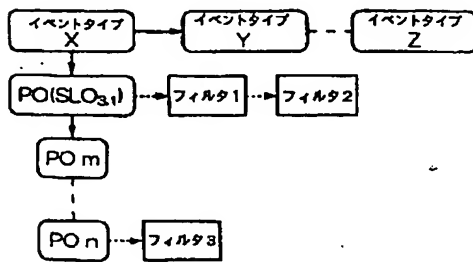 イベントタイプ
X
イベントタイプ
Y
イベントタイプ
Z
PO(SLO3,1)
フィルタ1
フィルタ2
PO m
PO n
フィルタ3